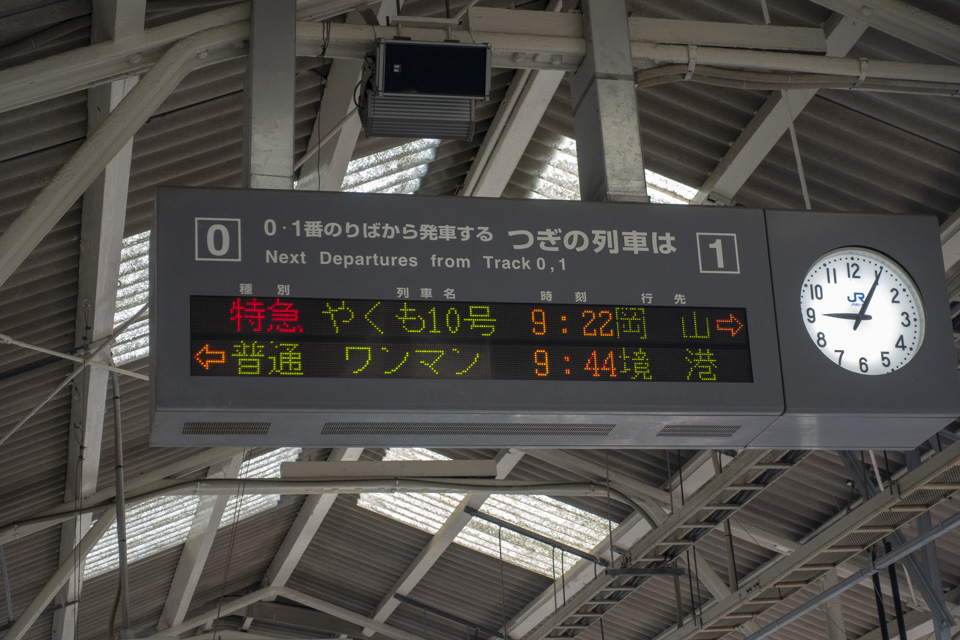 0 0・1番のりばから発車する つぎの列車は 1
Next Departures from Track 0,1
種別 列車名 時刻 行先
特急 やくも10号 9:22 岡山 ⇨
⇦ 普通 ワンマン 9:44 境港
JR
12 1 2 3 4 5 6 7 8 9 10